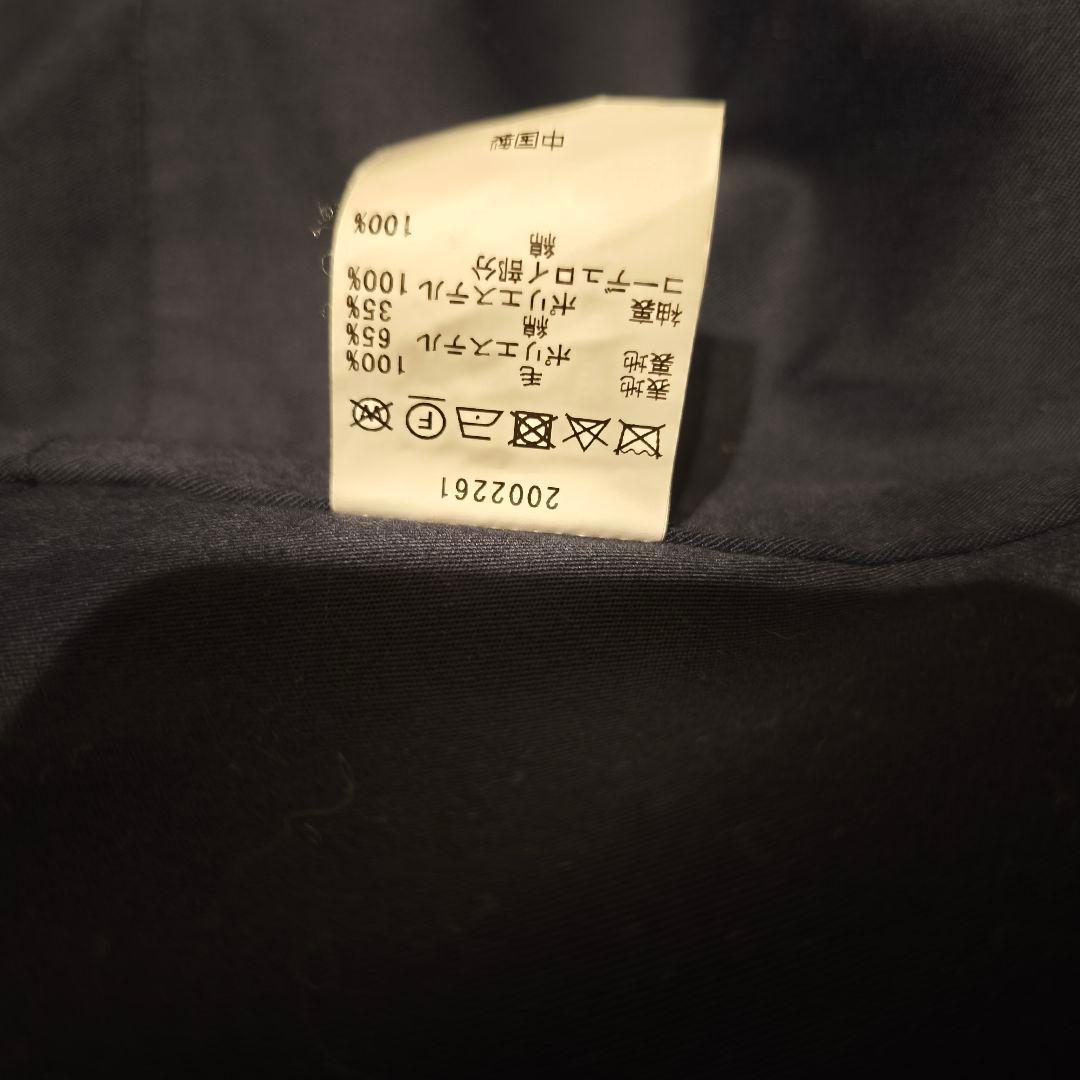 2002261
F
W
表地 毛 100%
裏地 ポリエステル 65%
綿 35%
袖裏 ポリエステル 100%
コーデュロイ部分
綿 100%
中国製